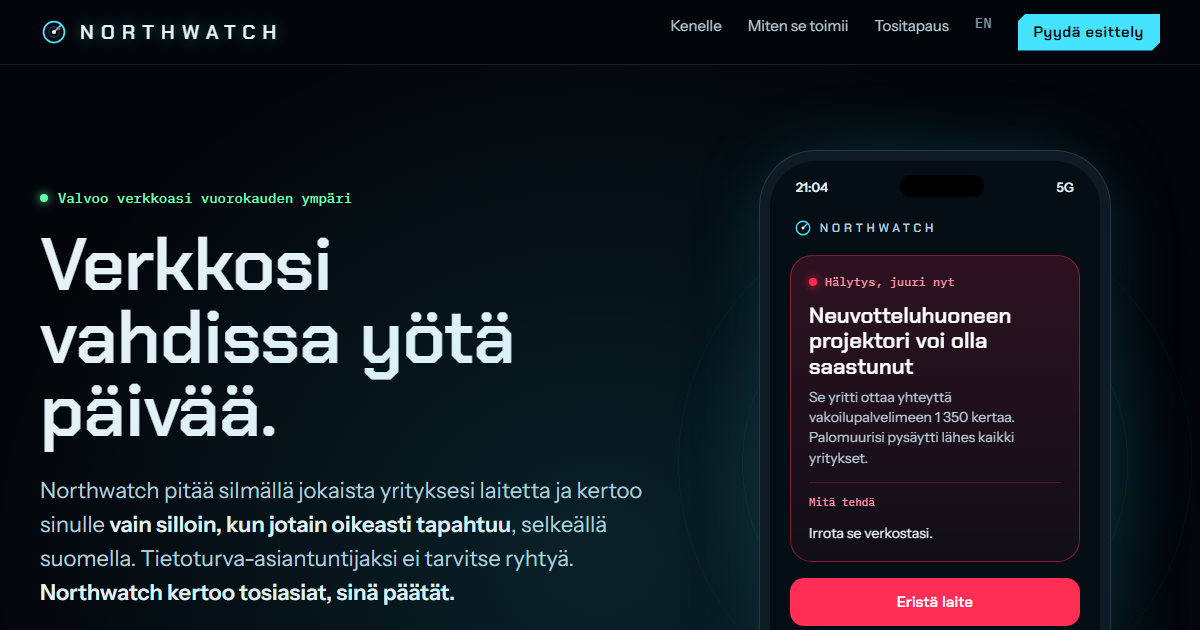 NORTHWATCH
Kenelle
Miten se toimii
Tositapaus
EN
Pyydä esittely
Valvoo verkkoasi vuorokauden ympäri
Verkkosi
vahdissa yötä
päivää.
Northwatch pitää silmällä jokaista yrityksesi laitetta ja kertoo
sinulle vain silloin, kun jotain oikeasti tapahtuu, selkeällä
suomella. Tietoturva-asiantuntijaksi ei tarvitse ryhtyä.
Northwatch kertoo tosiasiat, sinä päätät.
21:04
5G
NORTHWATCH
Hälytys, juuri nyt
Neuvotteluhuoneen
projektori voi olla
saastunut
Se yritti ottaa yhteyttä
vakoilupalvelimeen 1 350 kertaa.
Palomuurisi pysäytti lähes kaikki
yritykset.
Mitä tehdä
Irrota se verkostasi.
Eristä laite